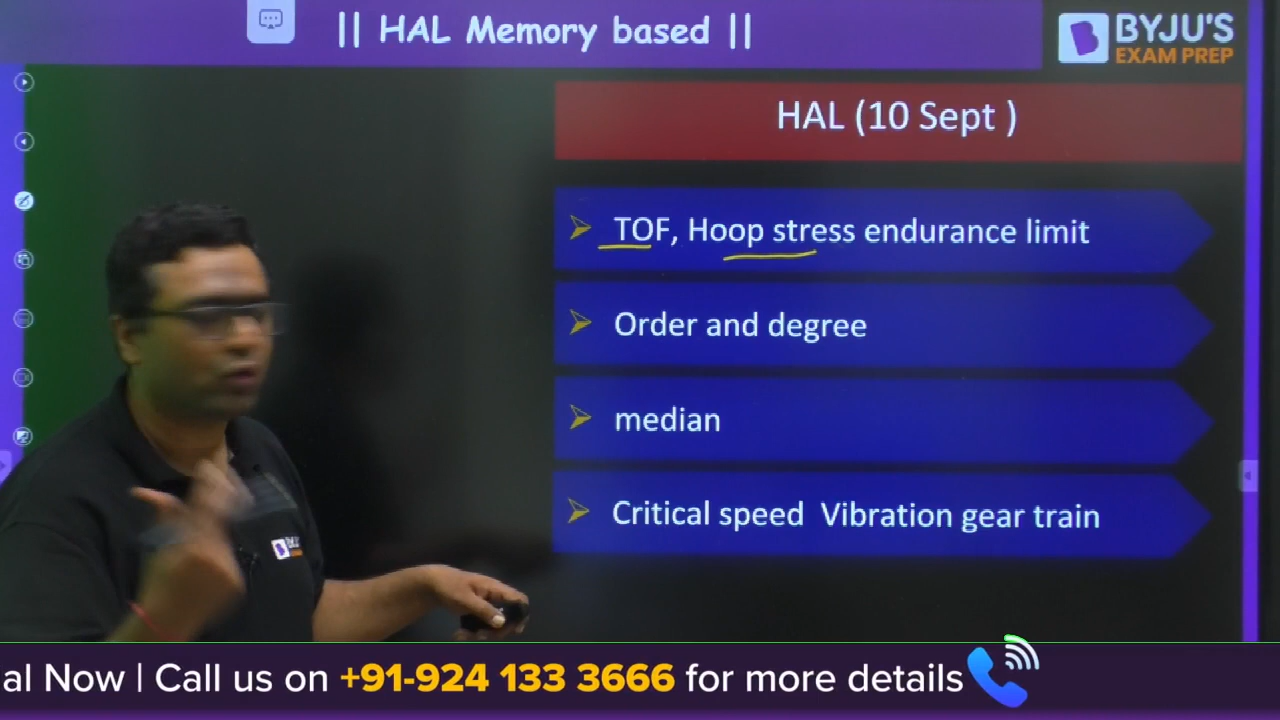 || HAL Memory based ||
BYJU'S
EXAM PREP
HAL (10 Sept )
TOF, Hoop stress endurance limit
Order and degree
median
Critical speed Vibration gear train
al Now | Call us on +91-924 133 3666 for more details